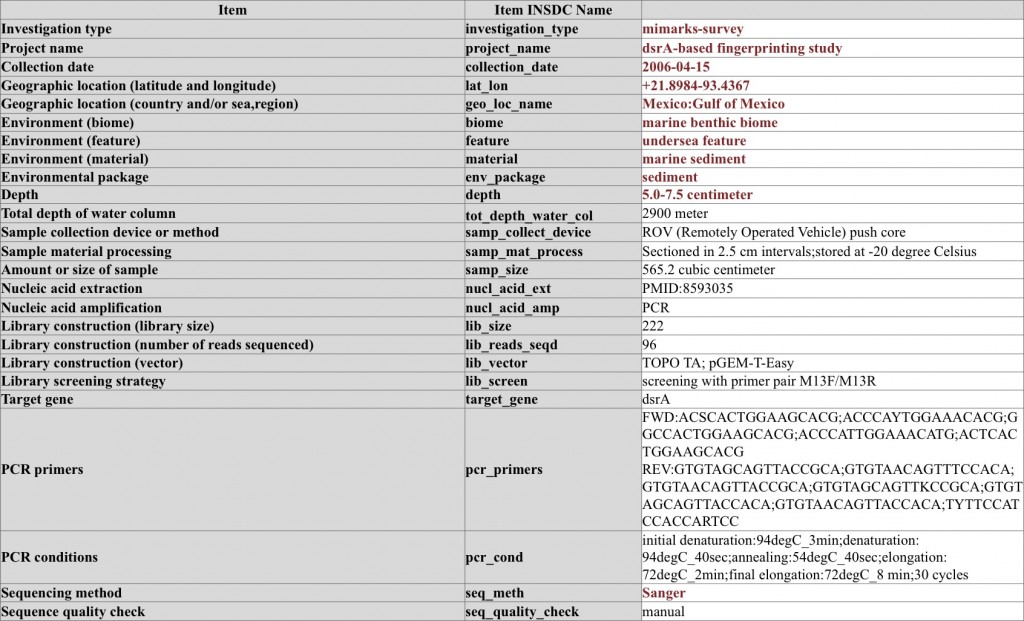 Item Item INSDC Name
Investigation type investigation_type mimarks-survey
Project name project_name dsrA-based fingerprinting study
Collection date collection_date 2006-04-15
Geographic location (latitude and longitude) lat_lon +21.8984-93.4367
Geographic location (country and/or sea,region) geo_loc_name Mexico:Gulf of Mexico
Environment (biome) biome marine benthic biome
Environment (feature) feature undersea feature
Environment (material) material marine sediment
Environmental package env_package sediment
Depth depth 5.0-7.5 centimeter
Total depth of water column tot_depth_water_col 2900 meter
Sample collection device or method samp_collect_device ROV (Remotely Operated Vehicle) push core
Sample material processing samp_mat_process Sectioned in 2.5 cm intervals;stored at -20 degree Celsius
Amount or size of sample samp_size 565.2 cubic centimeter
Nucleic acid extraction nucl_acid_ext PMID:8593035
Nucleic acid amplification nucl_acid_amp PCR
Library construction (library size) lib_size 222
Library construction (number of reads sequenced) lib_reads_seqd 96
Library construction (vector) lib_vector TOPO TA; pGEM-T-Easy
Library screening strategy lib_screen screening with primer pair M13F/M13R
Target gene target_gene dsrA
PCR primers pcr_primers FWD:ACSCACTGGAAGCACG;ACCCAYTGGAAACACG;G
GCCACTGGAAGCACG;ACCCATTGGAAACATG;ACTCAC
TGGAAGCACG
REV:GTGTAGCAGTTACCGCA;GTGTAACAGTTTCCACA;
GTGTAACAGTTACCGCA;GTGTAGCAGTTKCCGCA;GTGT
AGCAGTTACCACA;GTGTAACAGTTACCACA;TYTTCCAT
CCACCARTCC
PCR conditions pcr_cond initial denaturation:94degC_3min;denaturation:
94degC_40sec;annealing:54degC_40sec;elongation:
72degC_2min;final elongation:72degC_8 min;30 cycles
Sequencing method seq_meth Sanger
Sequence quality check seq_quality_check manual